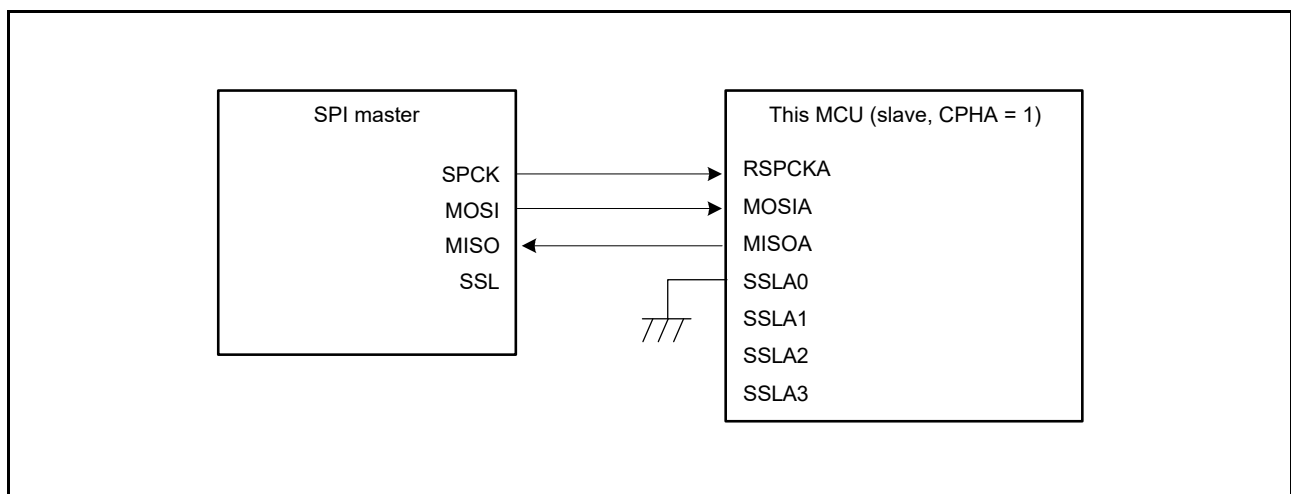 SPI master
SPCK
MOSI
MISO
SSL
This MCU (slave, CPHA = 1)
RSPCKA
MOSIA
MISOA
SSLA0
SSLA1
SSLA2
SSLA3